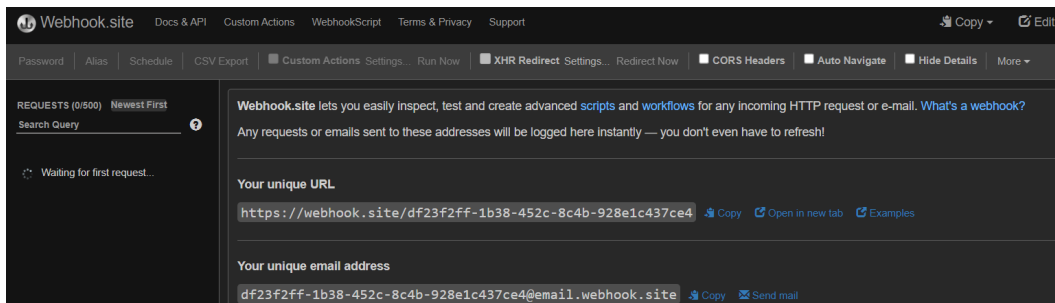 Webhook.site Docs & API Custom Actions WebhookScript Terms & Privacy Support Copy Edit
Password Alias Schedule CSV Export Custom Actions Settings... Run Now XHR Redirect Settings... Redirect Now CORS Headers Auto Navigate Hide Details More
REQUESTS (0/500) Newest First
Search Query
Waiting for first request...
Webhook.site lets you easily inspect, test and create advanced scripts and workflows for any incoming HTTP request or e-mail. What's a webhook?
Any requests or emails sent to these addresses will be logged here instantly — you don't even have to refresh!
Your unique URL
https://webhook.site/df23f2ff-1b38-452c-8c4b-928e1c437ce4 Copy Open in new tab Examples
Your unique email address
df23f2ff-1b38-452c-8c4b-928e1c437ce4@email.webhook.site Copy Send mail